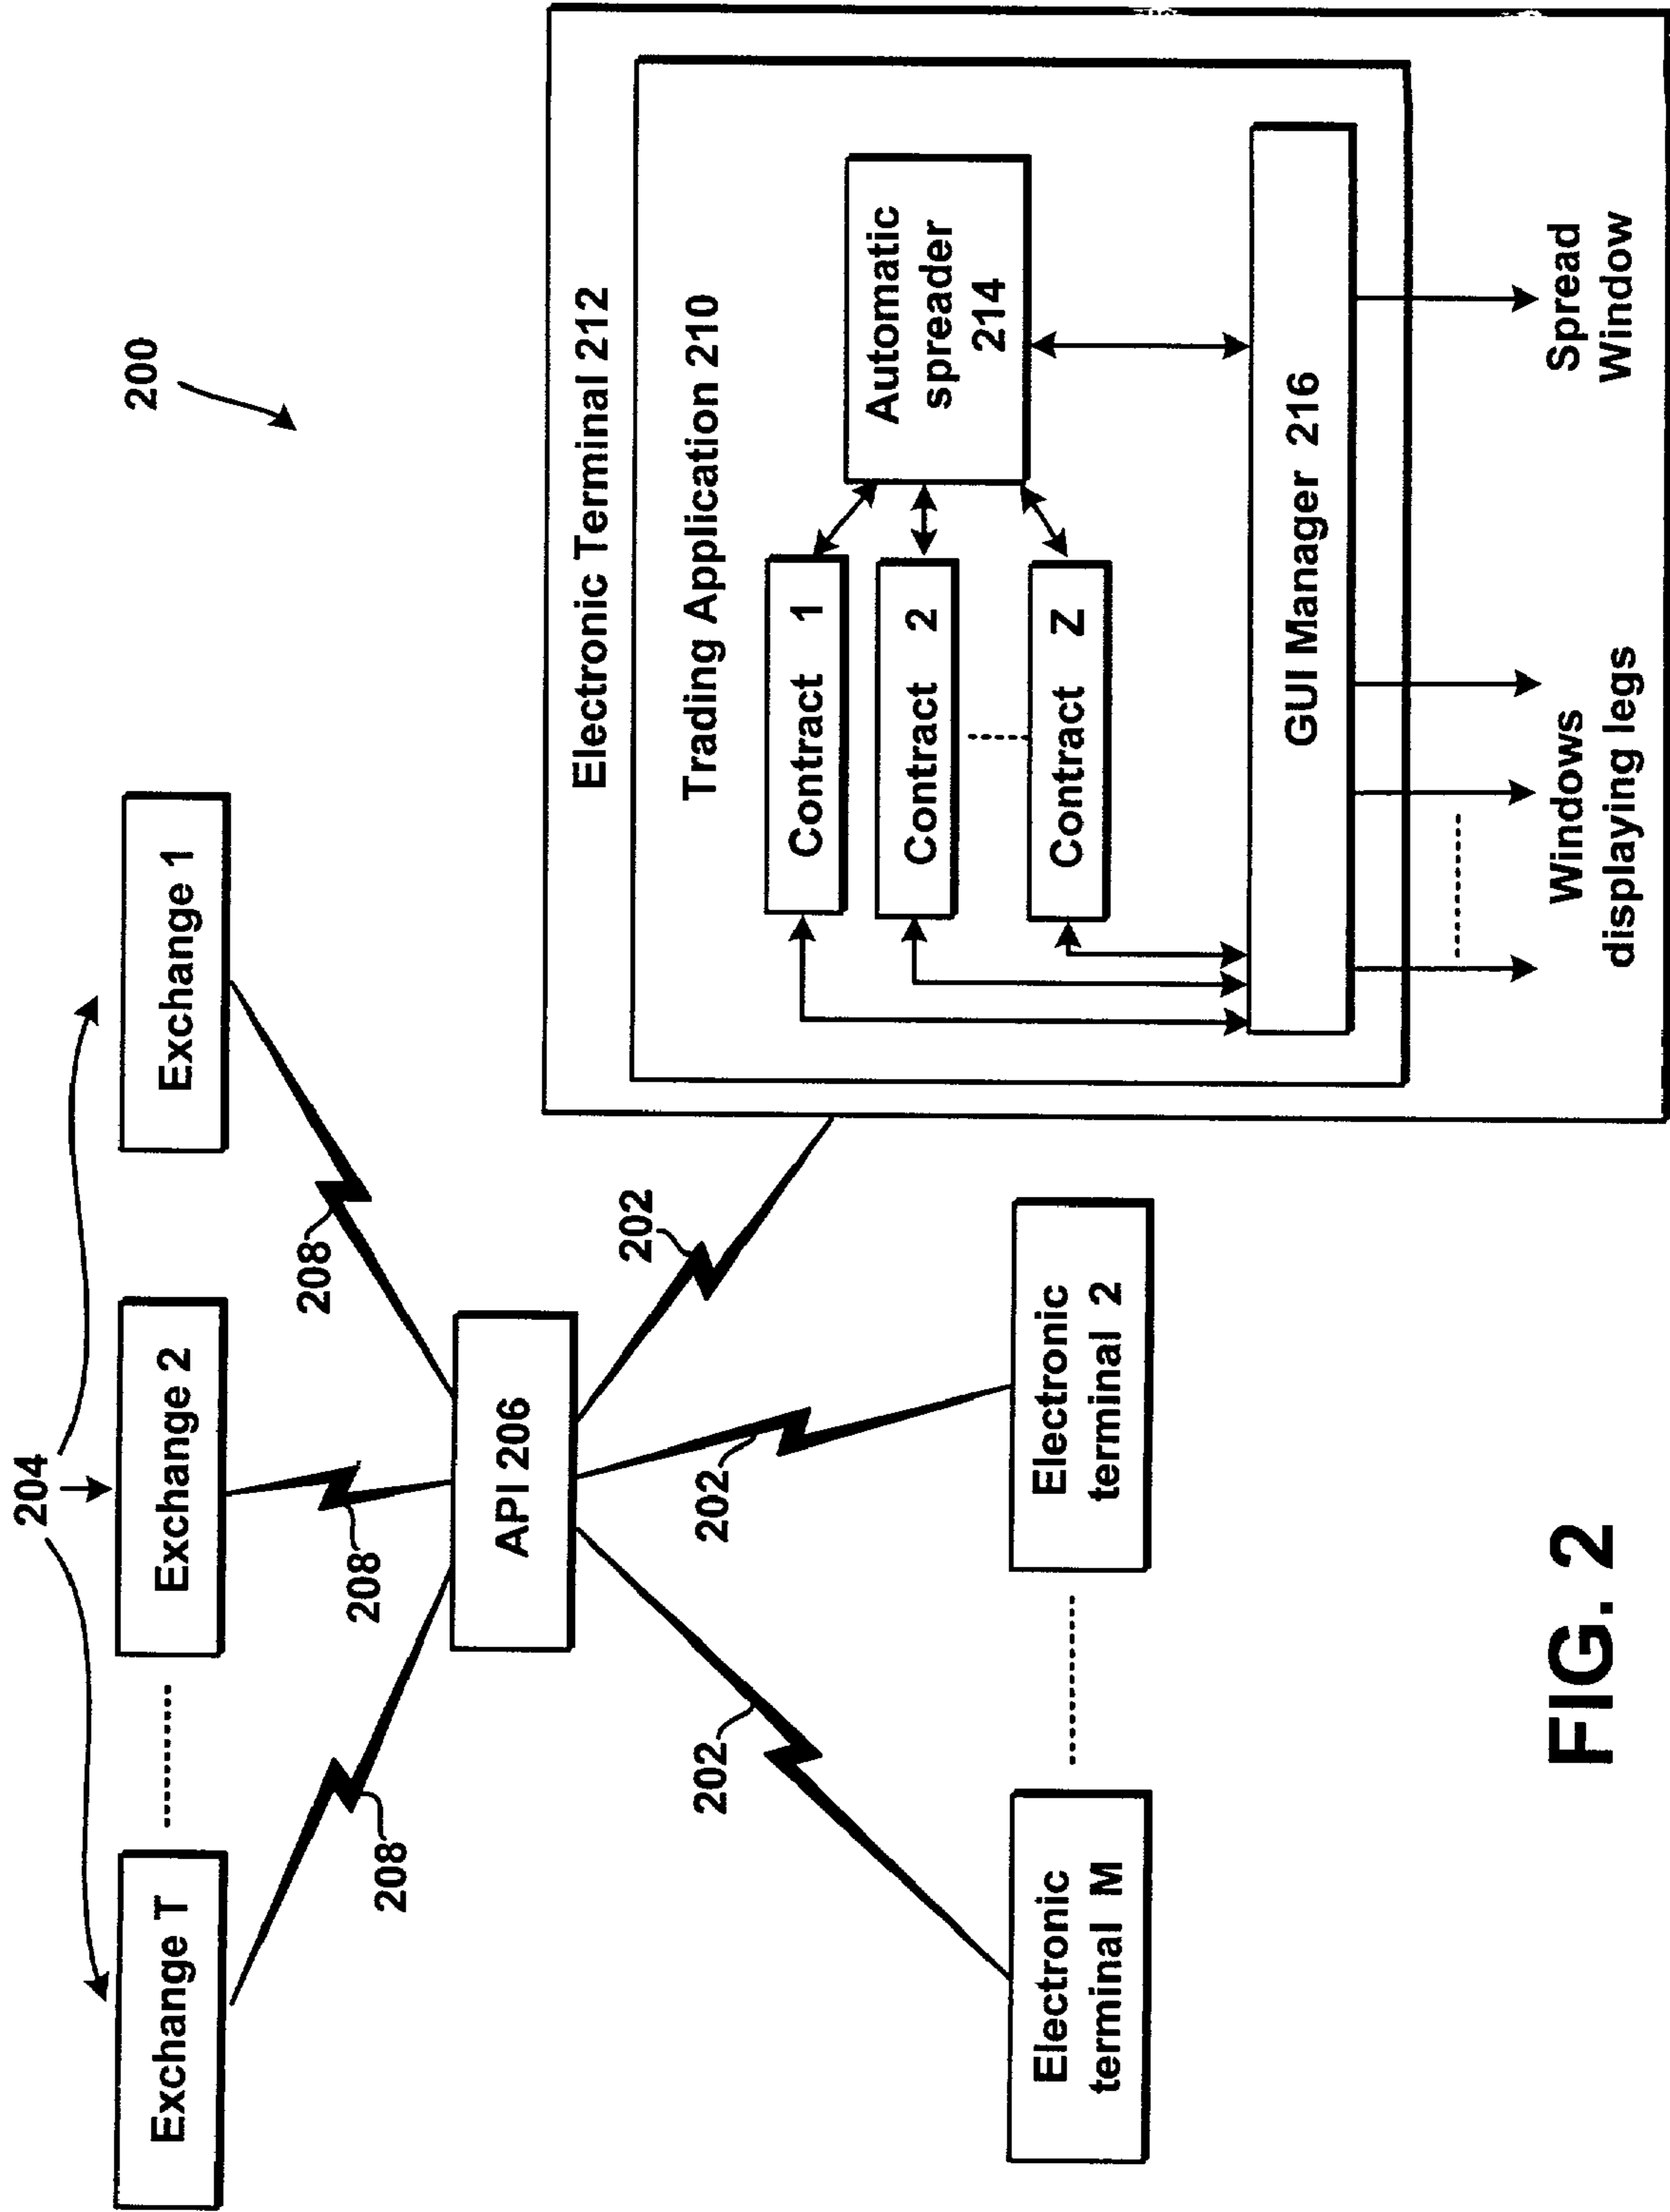 200
204
Exchange T
Exchange 2
Exchange 1
208
208
208
API 206
202
202
202
Electronic
terminal M
Electronic
terminal 2
Electronic Terminal 212
Trading Application 210
Contract 1
Contract 2
Contract Z
Automatic
spreader
214
GUI Manager 216
Windows
displaying legs
Spread
Window
FIG. 2